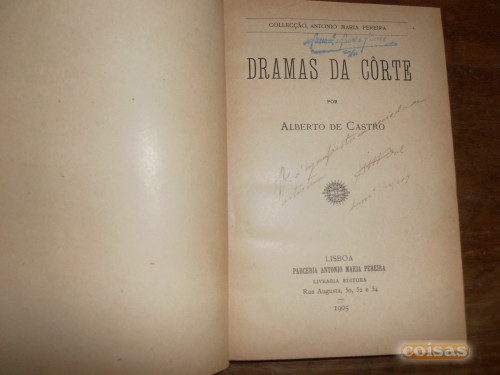 COLLECÇÃO ANTONIO MARIA PEREIRA
DRAMAS DA CÔRTE
POR
ALBERTO DE CASTRO
LISBOA
PARCERIA ANTONIO MARIA PEREIRA
LIVRARIA EDITORA
Rua Augusta, 50, 52 e 54
1905
coisas